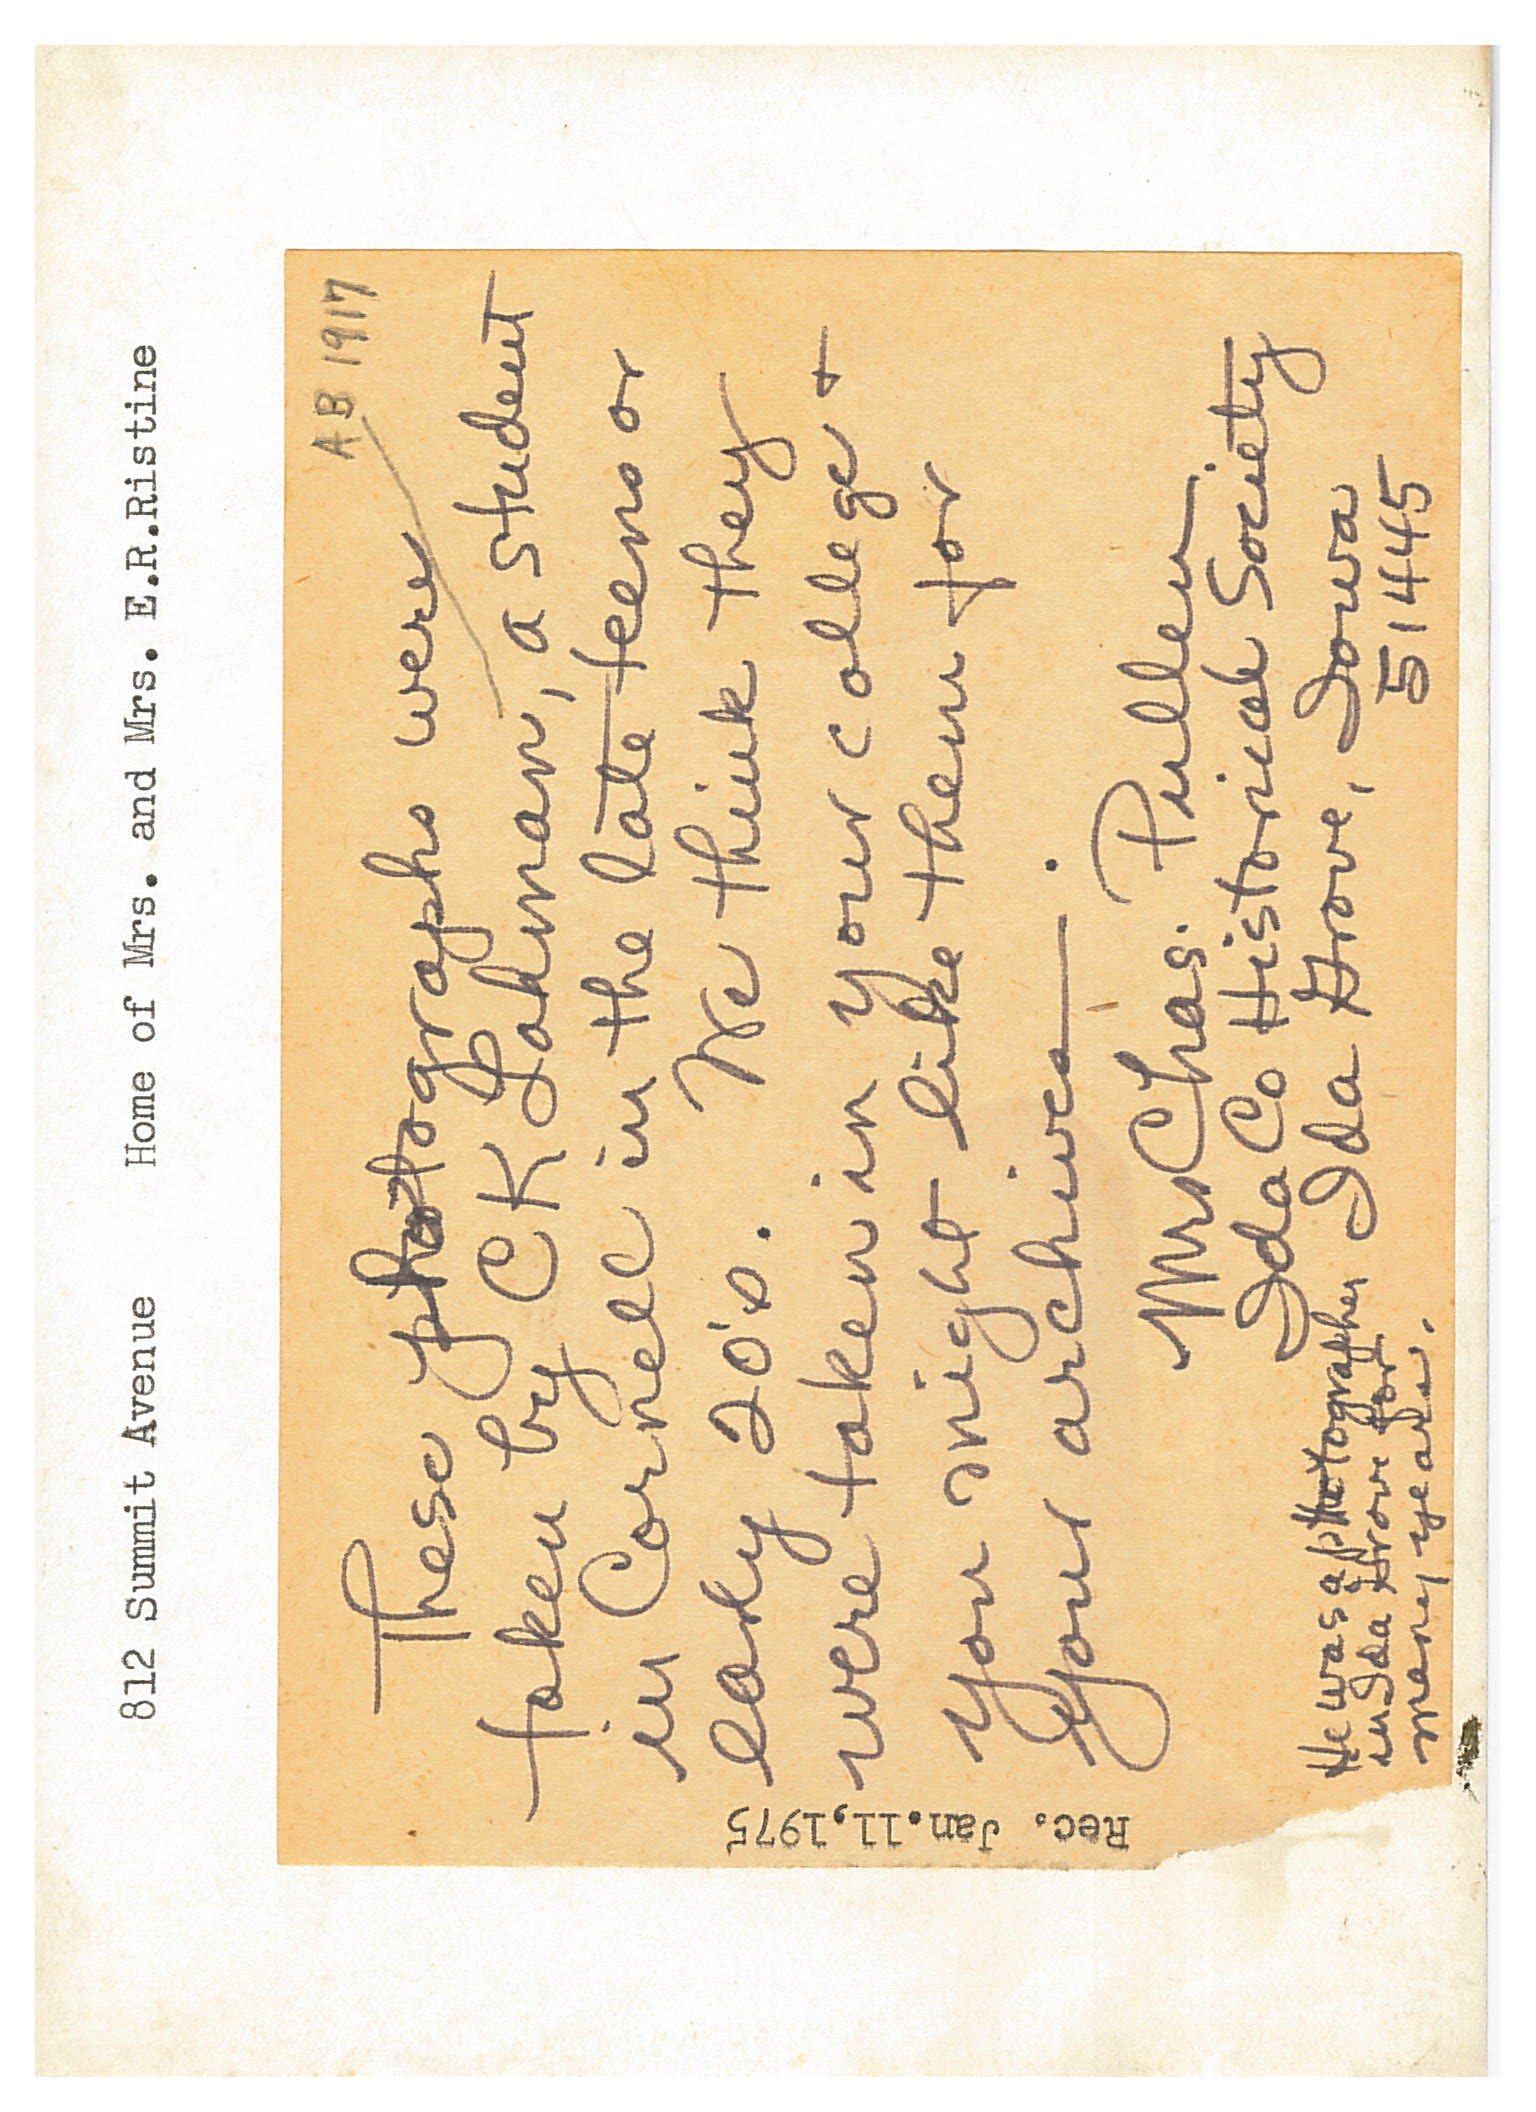 812 Summit Avenue Home of Mrs. and Mrs. E.R.Ristine
AB 1917
These photographs were
taken by CK Lahman, a student
in Cornell in the late teens or
early 20's. We think they
were taken in your college +
you might like them for
your archives.
Mrs Chas. Pullen
Ida Co Historical Society
Ida Grove, Iowa
51445
He was a photographer
in Ida Grove for
many years.
Rec. Jan.11,1975